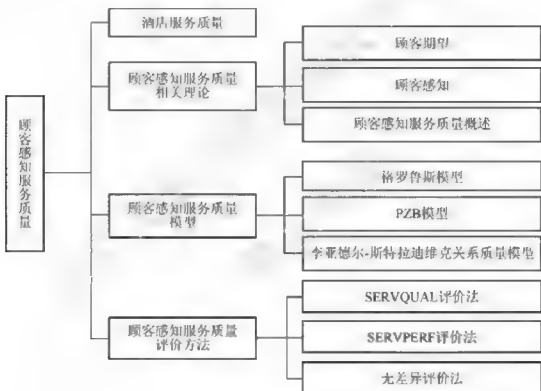 顾客感知服务质量
酒店服务质量
顾客感知服务质量
相关理论
顾客期望
顾客感知
顾客感知服务质量概述
顾客感知服务质量
模型
格罗鲁斯模型
PZB模型
李亚德尔-斯特拉迪维克关系质量模型
顾客感知服务质量
评价方法
SERVQUAL评价法
SERVPERF评价法
无差异评价法